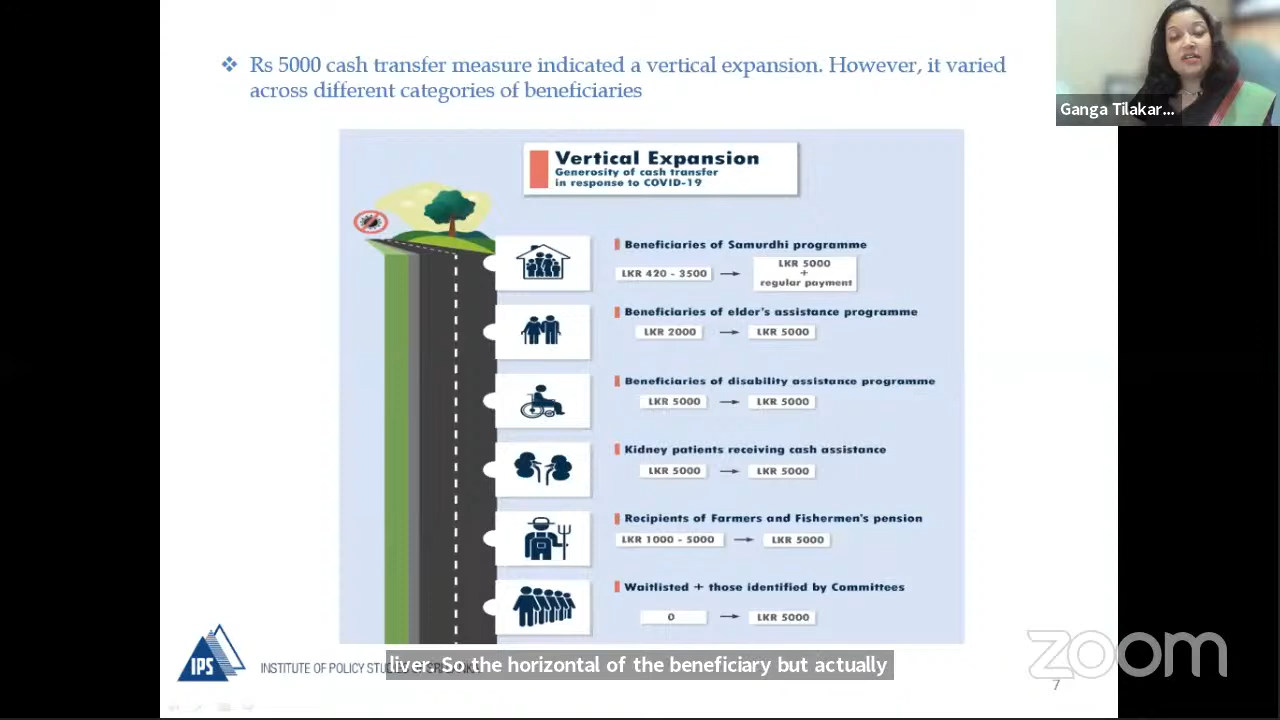 ❖ Rs 5000 cash transfer measure indicated a vertical expansion. However, it varied
across different categories of beneficiaries
Ganga Tilakar...
Vertical Expansion
Generosity of cash transfer
in response to COVID-19
Beneficiaries of Samurdhi programme
LKR 420 - 3500 → LKR 5000
+
regular payment
Beneficiaries of elder's assistance programme
LKR 2000 → LKR 5000
Beneficiaries of disability assistance programme
LKR 5000 → LKR 5000
Kidney patients receiving cash assistance
LKR 5000 → LKR 5000
Recipients of Farmers and Fishermen's pension
LKR 1000 - 5000 → LKR 5000
Waitlisted + those identified by Committees
0 → LKR 5000
IPS
INSTITUTE OF POLICY STUDIES
liver. So the horizontal of the beneficiary but actually
zoom
7